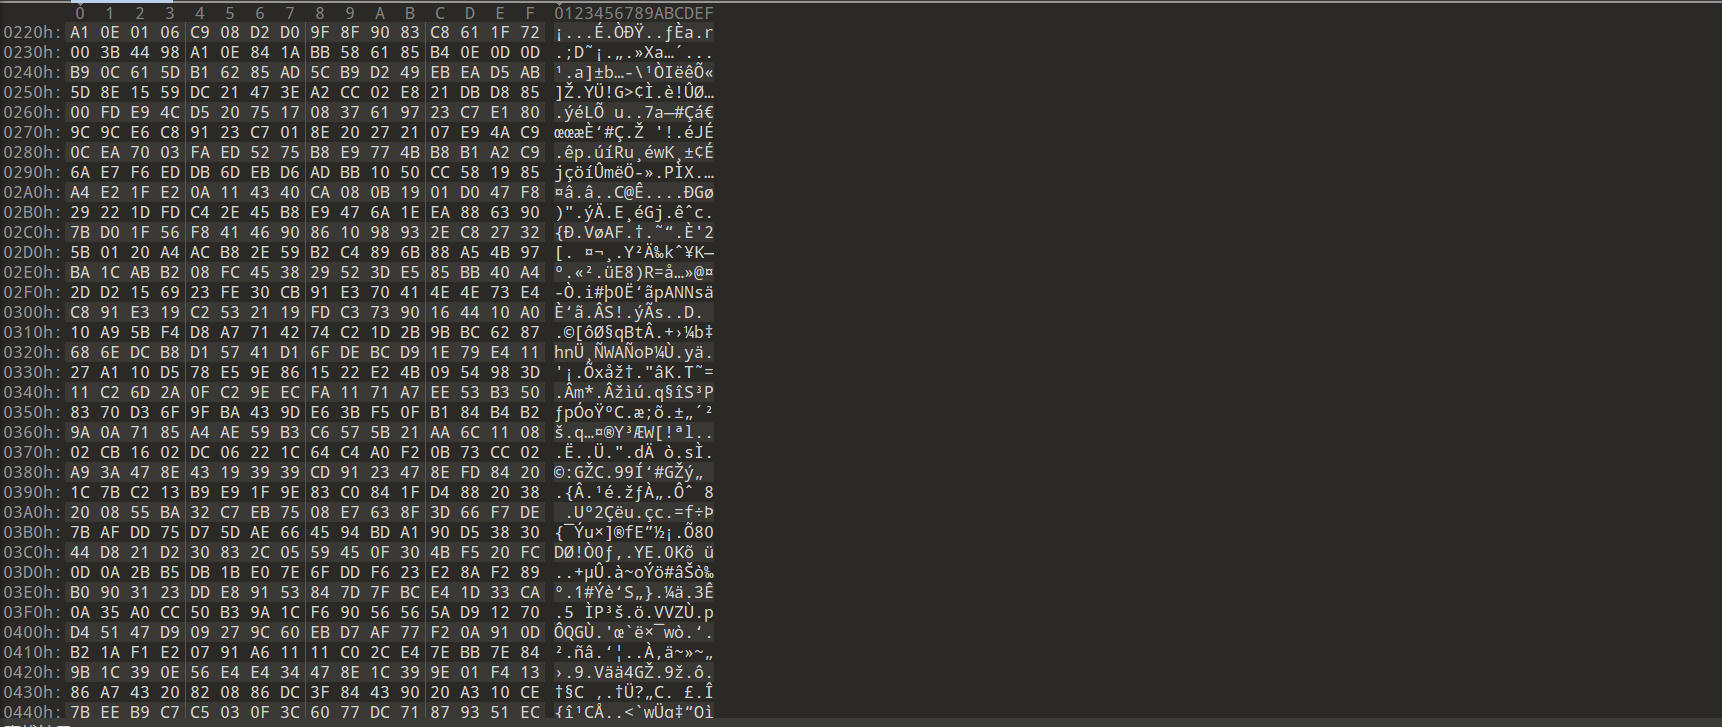 0 1 2 3 4 5 6 7 8 9 A B C D E F 0123456789ABCDEF
0220h: A1 0E 01 06 C9 08 D2 D0 9F 8F 90 83 C8 61 1F 72 ¡...É.ÒÐŸ..ƒÈa.r
0230h: 00 3B 44 98 A1 0E 84 1A BB 58 61 85 B4 0E 0D 0D .;D˜¡.„.»Xa…´...
0240h: B9 0C 61 5D B1 62 85 AD 5C B9 D2 49 EB EA D5 AB ¹.a]±b…-\¹ÒIëêÕ«
0250h: 5D 8E 15 59 DC 21 47 3E A2 CC 02 E8 21 DB D8 85 ]Ž.YÜ!G>¢Ì.è!ÛØ…
0260h: 00 FD E9 4C D5 20 75 17 08 37 61 97 23 C7 E1 80 .ýéLÕ u..7a—#Çá€
0270h: 9C 9C E6 C8 91 23 C7 01 8E 20 27 21 07 E9 4A C9 œœæÈ‘#Ç.Ž '!.éJÉ
0280h: 0C EA 70 03 FA ED 52 75 B8 E9 77 4B B8 B1 A2 C9 .êp.úíRu¸éwK¸±¢É
0290h: 6A E7 F6 ED DB 6D EB D6 AD BB 10 50 CC 58 19 85 jçöíÛmëÖ-».PÌX.…
02A0h: A4 E2 1F E2 0A 11 43 40 CA 08 0B 19 01 D0 47 F8 ¤â.â..C@Ê....ÐGø
02B0h: 29 22 1D FD C4 2E 45 B8 E9 47 6A 1E EA 88 63 90 )".ýÄ.E¸éGj.êˆc.
02C0h: 7B D0 1F 56 F8 41 46 90 86 10 98 93 2E C8 27 32 {Ð.VøAF.†.˜“.È'2
02D0h: 5B 01 20 A4 AC B8 2E 59 B2 C4 89 6B 88 A5 4B 97 [. ¤¬¸.Y²Ä‰kˆ¥K—
02E0h: BA 1C AB B2 08 FC 45 38 29 52 3D E5 85 BB 40 A4 º.«².üE8)R=å…»@¤
02F0h: 2D D2 15 69 23 FE 30 CB 91 E3 70 41 4E 4E 73 E4 -Ò.i#þ0Ë‘ãpANNsä
0300h: C8 91 E3 19 C2 53 21 19 FD C3 73 90 16 44 10 A0 È‘ã.ÂS!.ýÃs..D.
0310h: 10 A9 5B F4 D8 A7 71 42 74 C2 1D 2B 9B BC 62 87 .©[ôØ§qBtÂ.+›¼b‡
0320h: 68 6E DC B8 D1 57 41 D1 6F DE BC D9 1E 79 E4 11 hnÜ¸ÑWAÑoÞ¼Ù.yä.
0330h: 27 A1 10 D5 78 E5 9E 86 15 22 E2 4B 09 54 98 3D '¡.Õxåž†."âK.T˜=
0340h: 11 C2 6D 2A 0F C2 9E EC FA 11 71 A7 EE 53 B3 50 .Âm*.Âžìú.q§îS³P
0350h: 83 70 D3 6F 9F BA 43 9D E6 3B F5 0F B1 84 B4 B2 ƒpÓoŸºC.æ;õ.±„´²
0360h: 9A 0A 71 85 A4 AE 59 B3 C6 57 5B 21 AA 6C 11 08 š.q…¤®Y³ÆW[!ªl..
0370h: 02 CB 16 02 DC 06 22 1C 64 C4 A0 F2 0B 73 CC 02 .Ë..Ü.".dÄ ò.sÌ.
0380h: A9 3A 47 8E 43 19 39 39 CD 91 23 47 8E FD 84 20 ©:GŽC.99Í‘#GŽý„
0390h: 1C 7B C2 13 B9 E9 1F 9E 83 C0 84 1F D4 88 20 38 .{Â.¹é.žƒÀ„.Ôˆ 8
03A0h: 20 08 55 BA 32 C7 EB 75 08 E7 63 8F 3D 66 F7 DE  .Uº2Çëu.çc.=f÷Þ
03B0h: 7B AF DD 75 D7 5D AE 66 45 94 BD A1 90 D5 38 30 {¯Ýu×]®fE”½¡.Õ80
03C0h: 44 D8 21 D2 30 83 2C 05 59 45 0F 30 4B F5 20 FC DØ!Ò0ƒ,.YE.0Kõ ü
03D0h: 0D 0A 2B B5 DB 1B E0 7E 6F DD F6 23 E2 8A F2 89 ..+µÛ.à~oÝö#âŠò‰
03E0h: B0 90 31 23 DD E8 91 53 84 7D 7F BC E4 1D 33 CA °.1#Ýè‘S„}.¼ä.3Ê
03F0h: 0A 35 A0 CC 50 B3 9A 1C F6 90 56 56 5A D9 12 70 .5 ÌP³š.ö.VVZÙ.p
0400h: D4 51 47 D9 09 27 9C 60 EB D7 AF 77 F2 0A 91 0D ÔQGÙ.'œ`ë×¯wò.‘.
0410h: B2 1A F1 E2 07 91 A6 11 11 C0 2C E4 7E BB 7E 84 ².ñâ.‘¦..À,ä~»~„
0420h: 9B 1C 39 0E 56 E4 E4 34 47 8E 1C 39 9E 01 F4 13 ›.9.Vää4GŽ.9ž.ô.
0430h: 86 A7 43 20 82 08 86 DC 3F 84 43 90 20 A3 10 CE †§C ‚.†Ü?„C. £.Î
0440h: 7B EE B9 C7 C5 03 0F 3C 60 77 DC 71 87 93 51 EC {î¹ÇÅ..<`wÜq‡“Qì